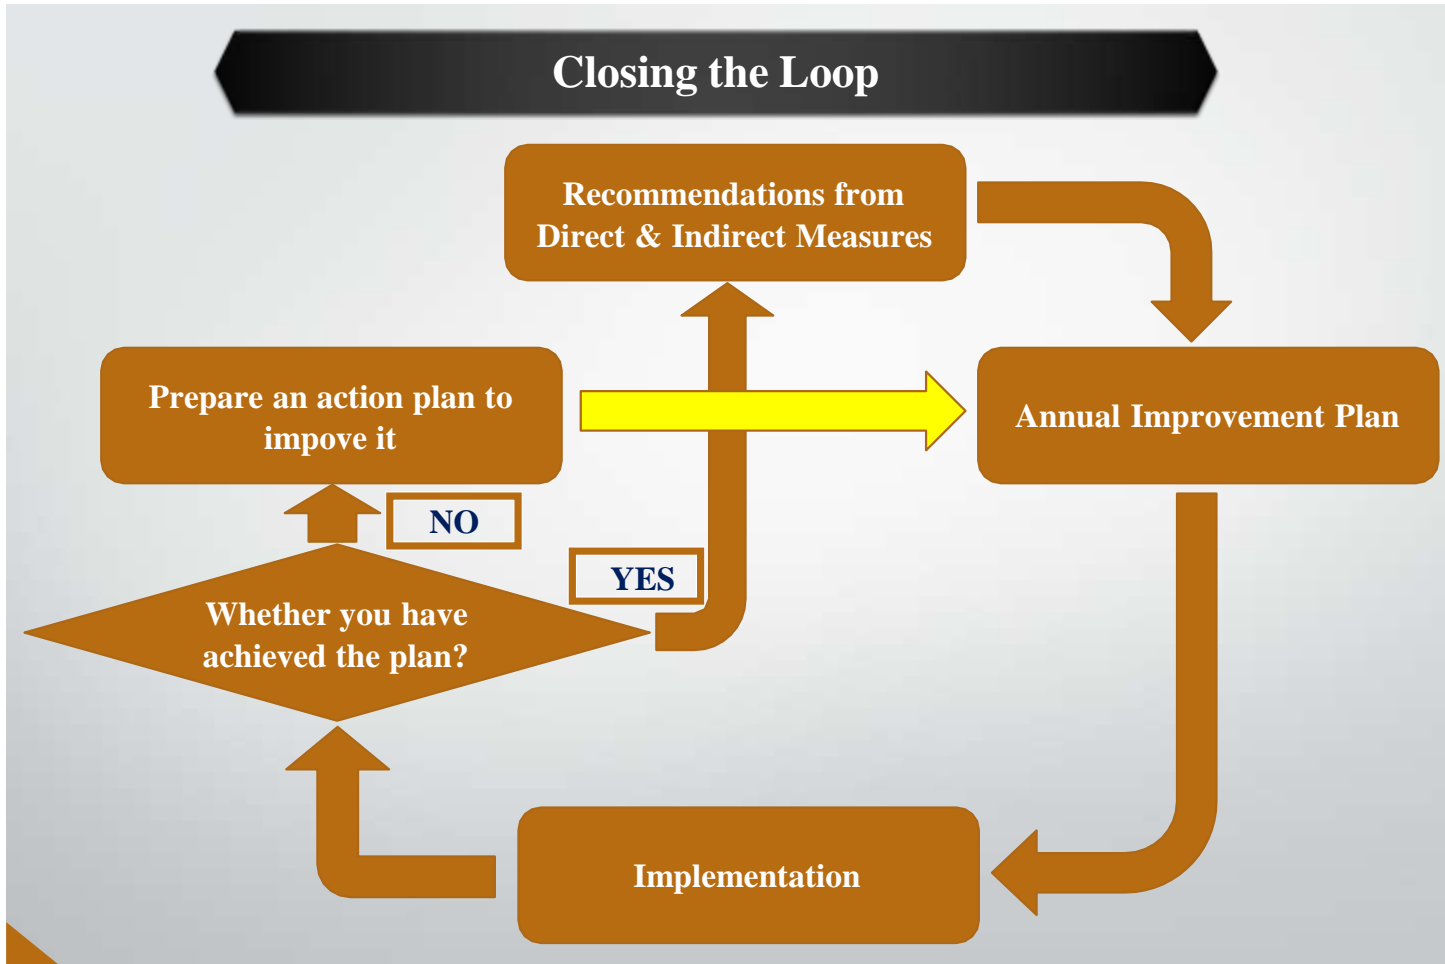 Closing the Loop
Recommendations from
Direct & Indirect Measures
Prepare an action plan to
impove it
Annual Improvement Plan
NO
YES
Whether you have
achieved the plan?
Implementation